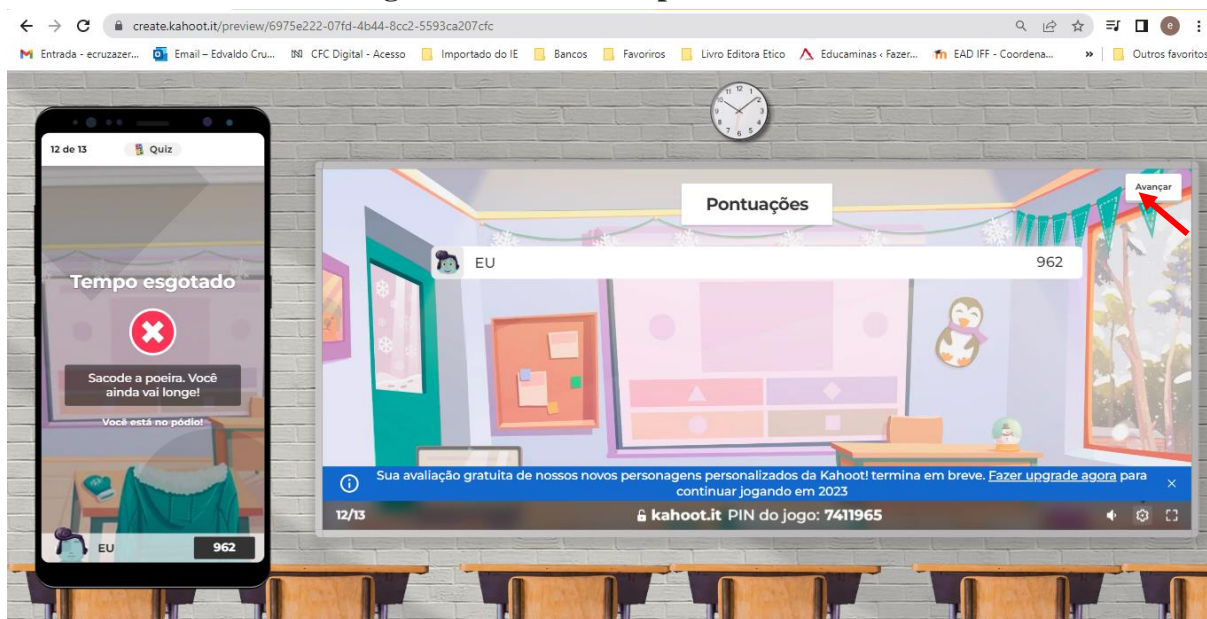 create.kahoot.it/preview/6975e222-07fd-4b44-8cc2-5593ca207cfc
Entrada - ecruzazer...
Email – Edvaldo Cru...
CFC Digital - Acesso
Importado do IE
Bancos
Favoriros
Livro Editora Etico
Educaminas ‹ Fazer...
EAD IFF - Coordena...
»
Outros favoritos
12 de 13
Quiz
Tempo esgotado
Sacode a poeira. Você
ainda vai longe!
Você está no pódio!
EU 962
Pontuações
Avançar
EU 962
Sua avaliação gratuita de nossos novos personagens personalizados da Kahoot! termina em breve. Fazer upgrade agora para
continuar jogando em 2023
12/13
kahoot.it PIN do jogo: 7411965